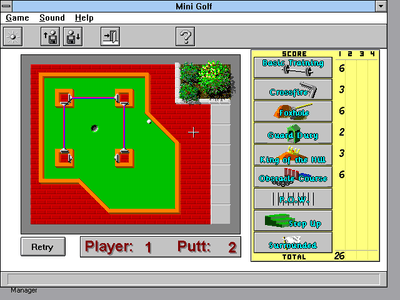 Mini Golf
Game Sound Help
SCORE 1 2 3 4
Basic Training 6
Crossfire 3
Foxhole 6
Guard Duty 2
King of the Hill 3
Obstacle Course 6
P.O.W.
Step Up
Surrounded
TOTAL 26
Retry
Player: 1 Putt: 2
Manager